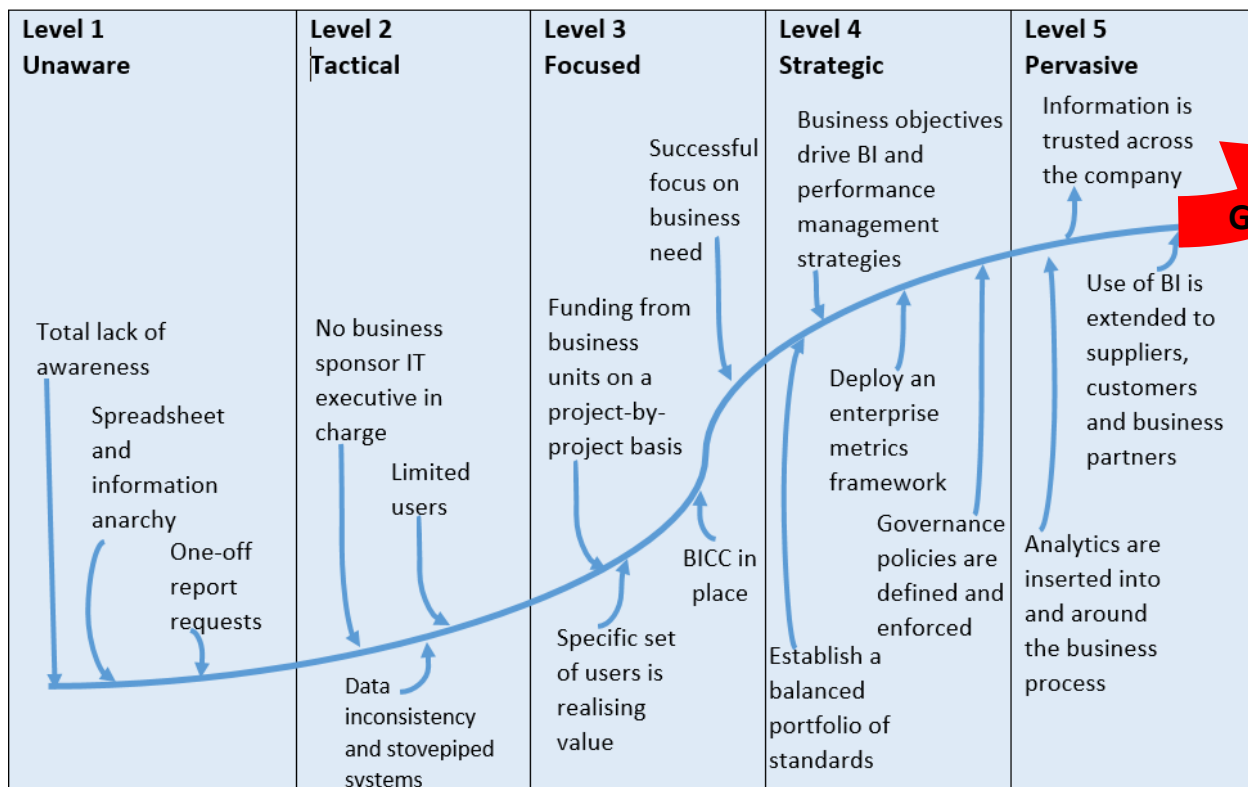 Level 1
Unaware
Total lack of
awareness
Spreadsheet
and
information
anarchy
One-off
report
requests
Level 2
Tactical
No business
sponsor IT
executive in
charge
Limited
users
Data
inconsistency
and stovepiped
systems
Level 3
Focused
Successful
focus on
business
need
Funding from
business
units on a
project-by-
project basis
BICC in
place
Specific set
of users is
realising
value
Level 4
Strategic
Business objectives
drive BI and
performance
management
strategies
Deploy an
enterprise
metrics
framework
Governance
policies are
defined and
enforced
Establish a
balanced
portfolio of
standards
Level 5
Pervasive
Information is
trusted across
the company
G
Use of BI is
extended to
suppliers,
customers
and business
partners
Analytics are
inserted into
and around
the business
process